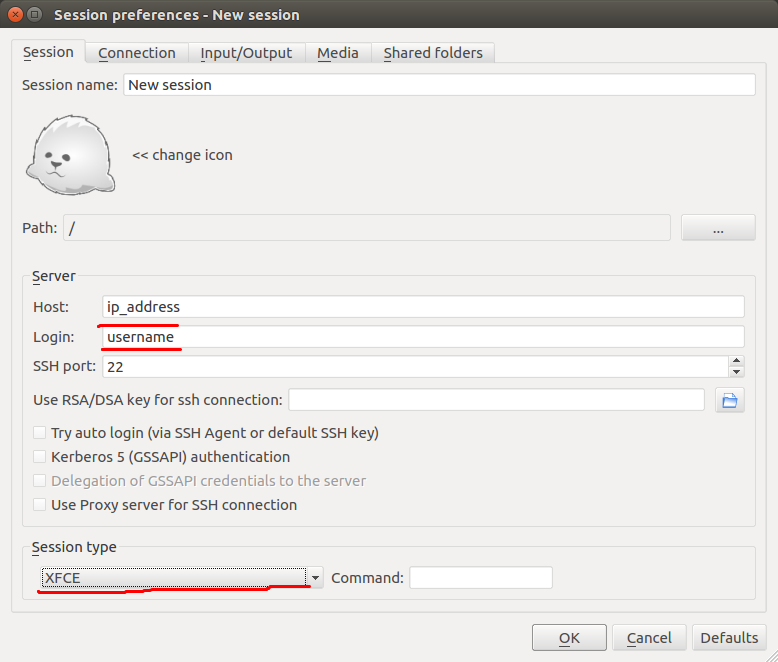 Session preferences - New session
Session Connection Input/Output Media Shared folders
Session name: New session
<< change icon
Path: / ...
Server
Host: ip_address
Login: username
SSH port: 22
Use RSA/DSA key for ssh connection:
Try auto login (via SSH Agent or default SSH key)
Kerberos 5 (GSSAPI) authentication
Delegation of GSSAPI credentials to the server
Use Proxy server for SSH connection
Session type
XFCE Command:
OK Cancel Defaults